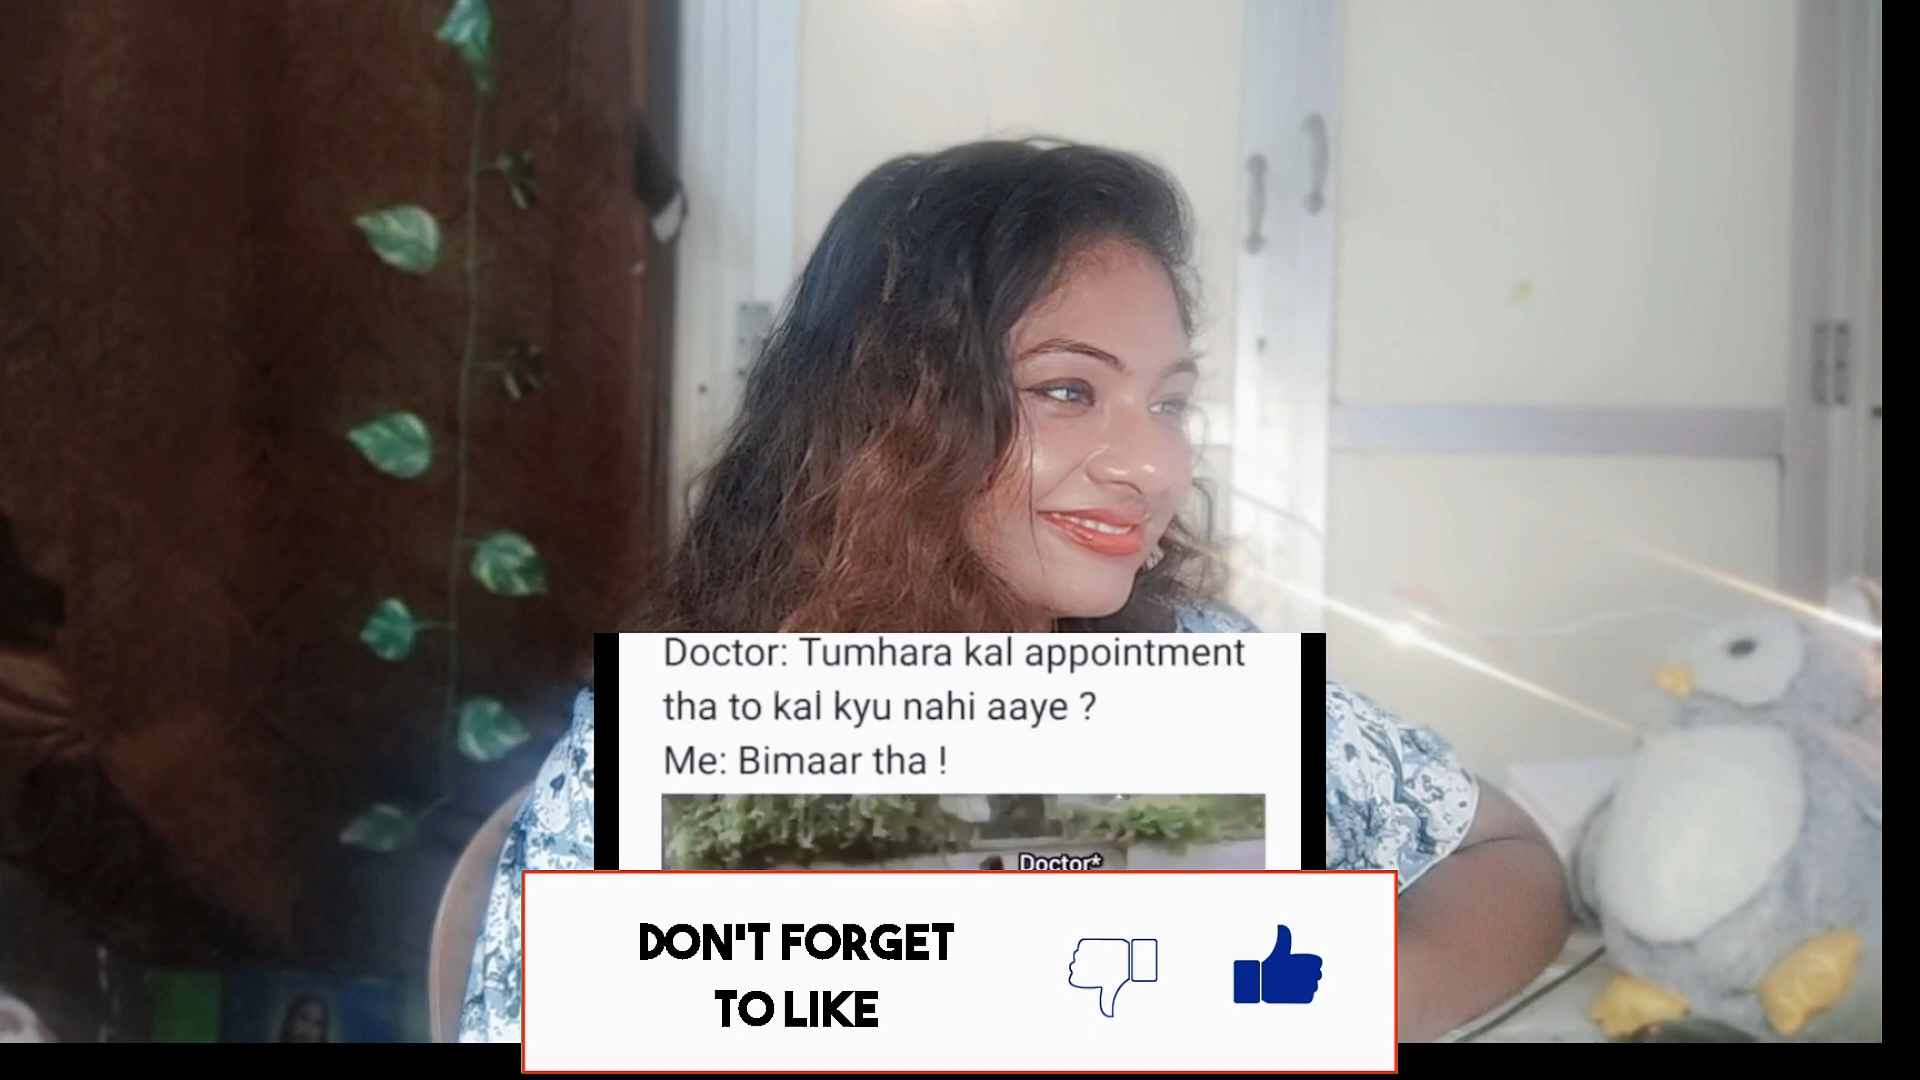 Doctor: Tumhara kal appointment
tha to kal kyu nahi aaye ?
Me: Bimaar tha !
Doctor*
DON'T FORGET
TO LIKE